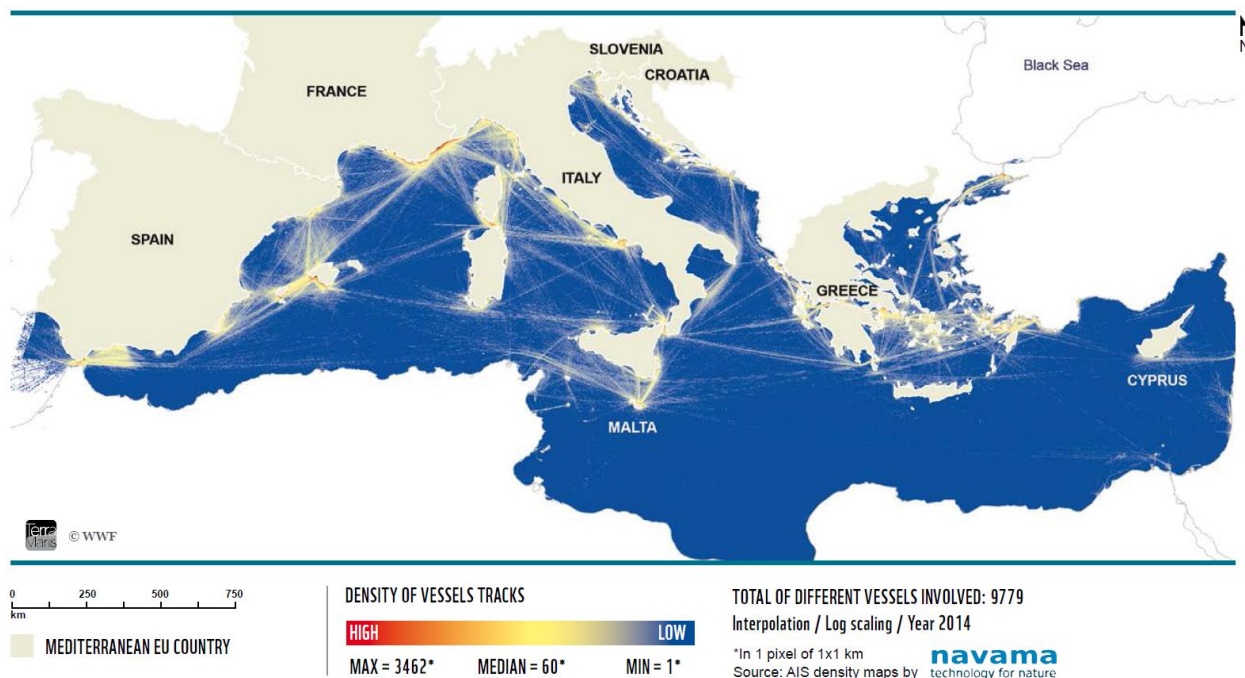 SLOVENIA
CROATIA
Black Sea
FRANCE
ITALY
SPAIN
GREECE
CYPRUS
MALTA
Terra
Maris
© WWF
0 250 500 750
km
MEDITERRANEAN EU COUNTRY
DENSITY OF VESSELS TRACKS
HIGH LOW
MAX = 3462* MEDIAN = 60* MIN = 1*
TOTAL OF DIFFERENT VESSELS INVOLVED: 9779
Interpolation / Log scaling / Year 2014
*In 1 pixel of 1x1 km
Source: AIS density maps by
navama
technology for nature